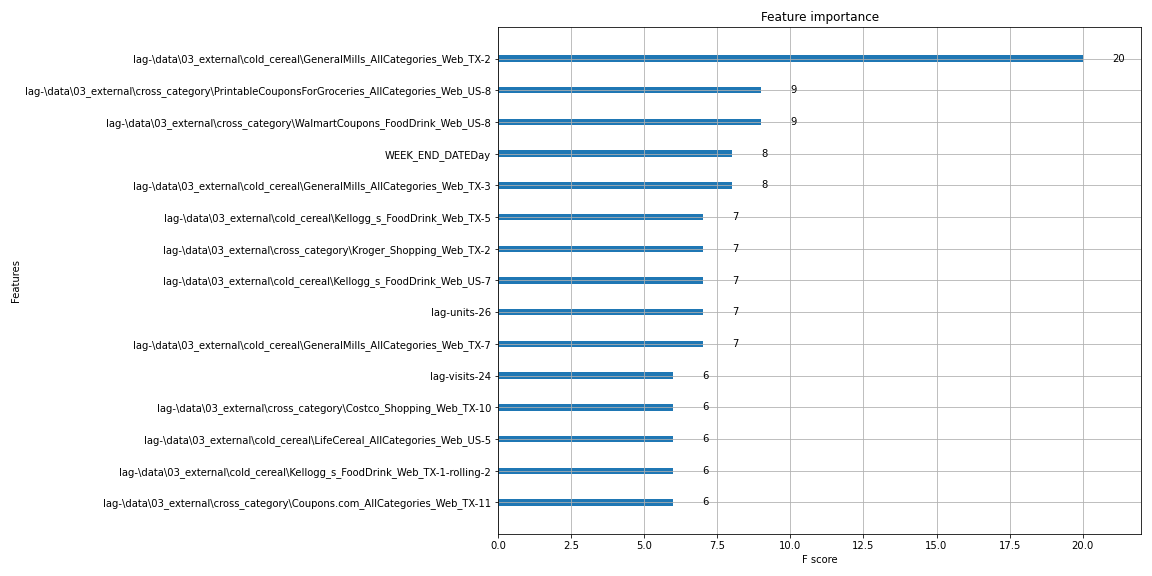 Feature importance
lag-\data\03_external\cold_cereal\GeneralMills_AllCategories_Web_TX-2
20
lag-\data\03_external\cross_category\PrintableCouponsForGroceries_AllCategories_Web_US-8
9
lag-\data\03_external\cross_category\WalmartCoupons_FoodDrink_Web_US-8
9
WEEK_END_DATEDay
8
lag-\data\03_external\cold_cereal\GeneralMills_AllCategories_Web_TX-3
8
lag-\data\03_external\cold_cereal\Kellogg_s_FoodDrink_Web_TX-5
7
lag-\data\03_external\cross_category\Kroger_Shopping_Web_TX-2
7
lag-\data\03_external\cold_cereal\Kellogg_s_FoodDrink_Web_US-7
7
lag-units-26
7
lag-\data\03_external\cold_cereal\GeneralMills_AllCategories_Web_TX-7
7
lag-visits-24
6
lag-\data\03_external\cross_category\Costco_Shopping_Web_TX-10
6
lag-\data\03_external\cold_cereal\LifeCereal_AllCategories_Web_US-5
6
lag-\data\03_external\cold_cereal\Kellogg_s_FoodDrink_Web_TX-1-rolling-2
6
lag-\data\03_external\cross_category\Coupons.com_AllCategories_Web_TX-11
6
Features
0.0 2.5 5.0 7.5 10.0 12.5 15.0 17.5 20.0
F score